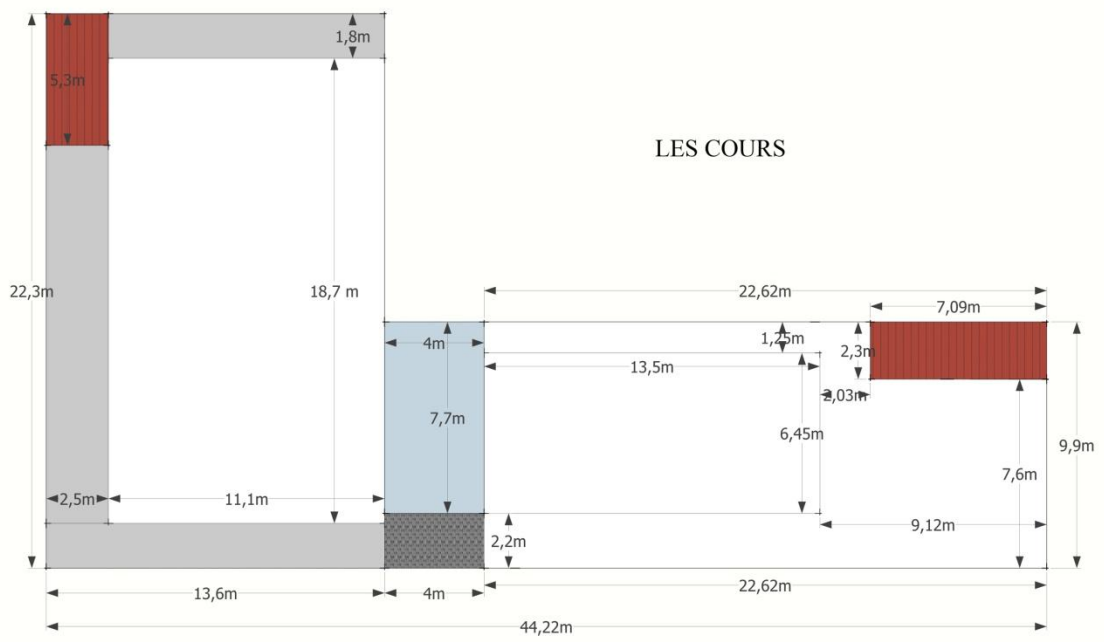 1,8m
5,3m
LES COURS
22,3m
18,7 m
22,62m
7,09m
1,25m
4m
2,3m
13,5m
2,03m
7,7m
6,45m
9,9m
7,6m
2,5m
11,1m
9,12m
2,2m
22,62m
13,6m
4m
44,22m